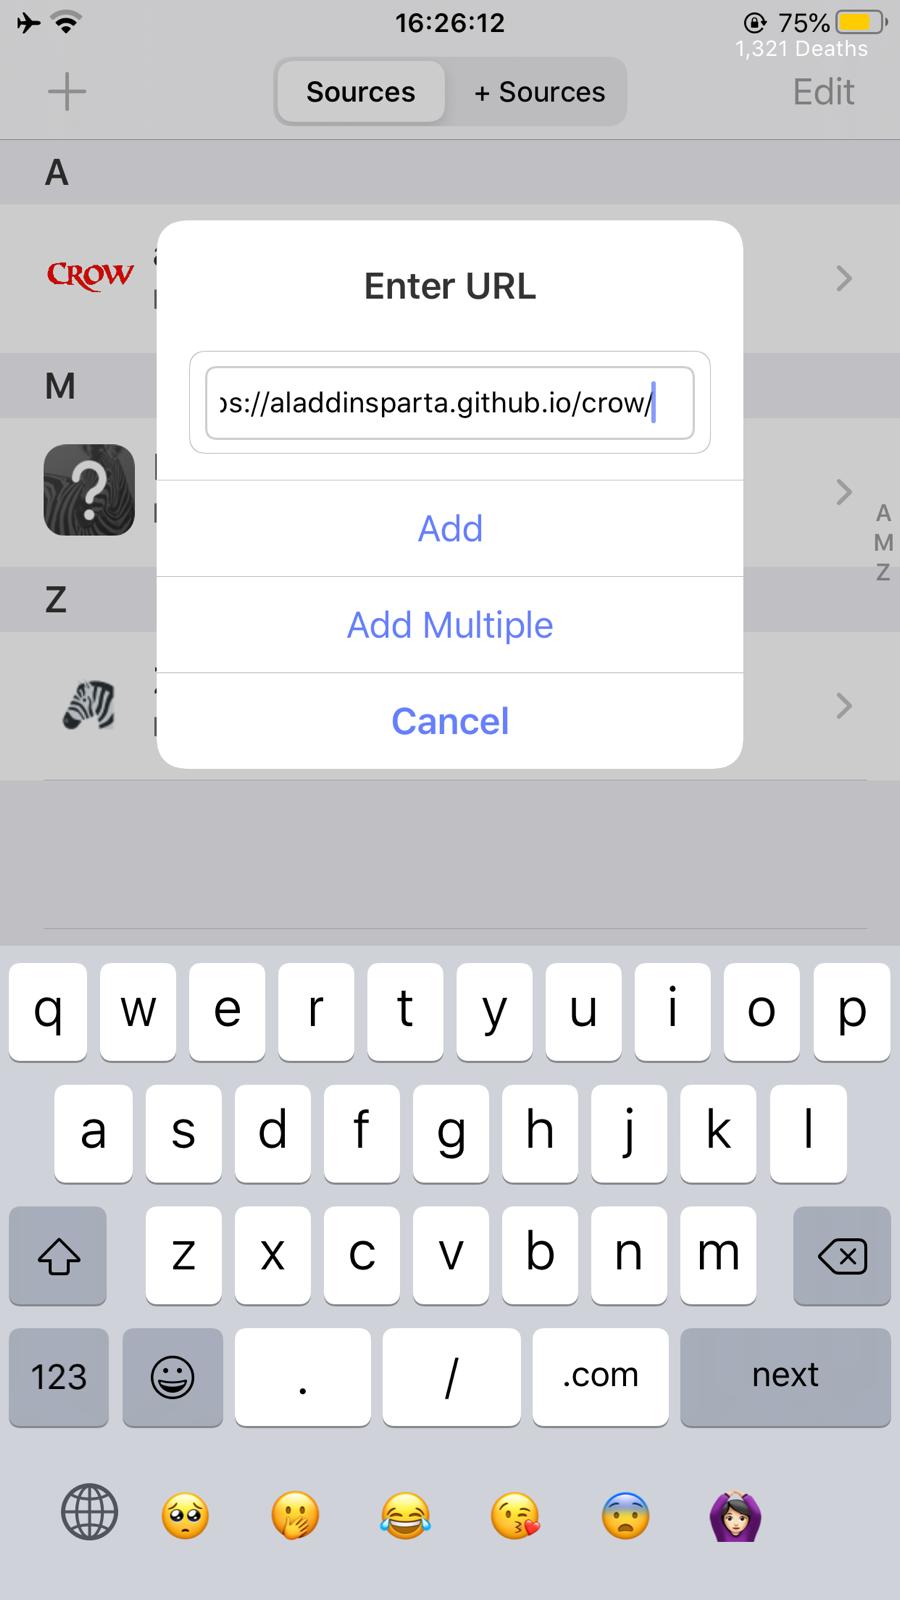 16:26:12
75%
1,321 Deaths
Sources
+ Sources
Edit
A
CROW
Enter URL
M
os://aladdinsparta.github.io/crow/
Add
A
M
Z
Z
Add Multiple
Cancel
q w e r t y u i o p
a s d f g h j k l
z x c v b n m
123
.
/
.com
next